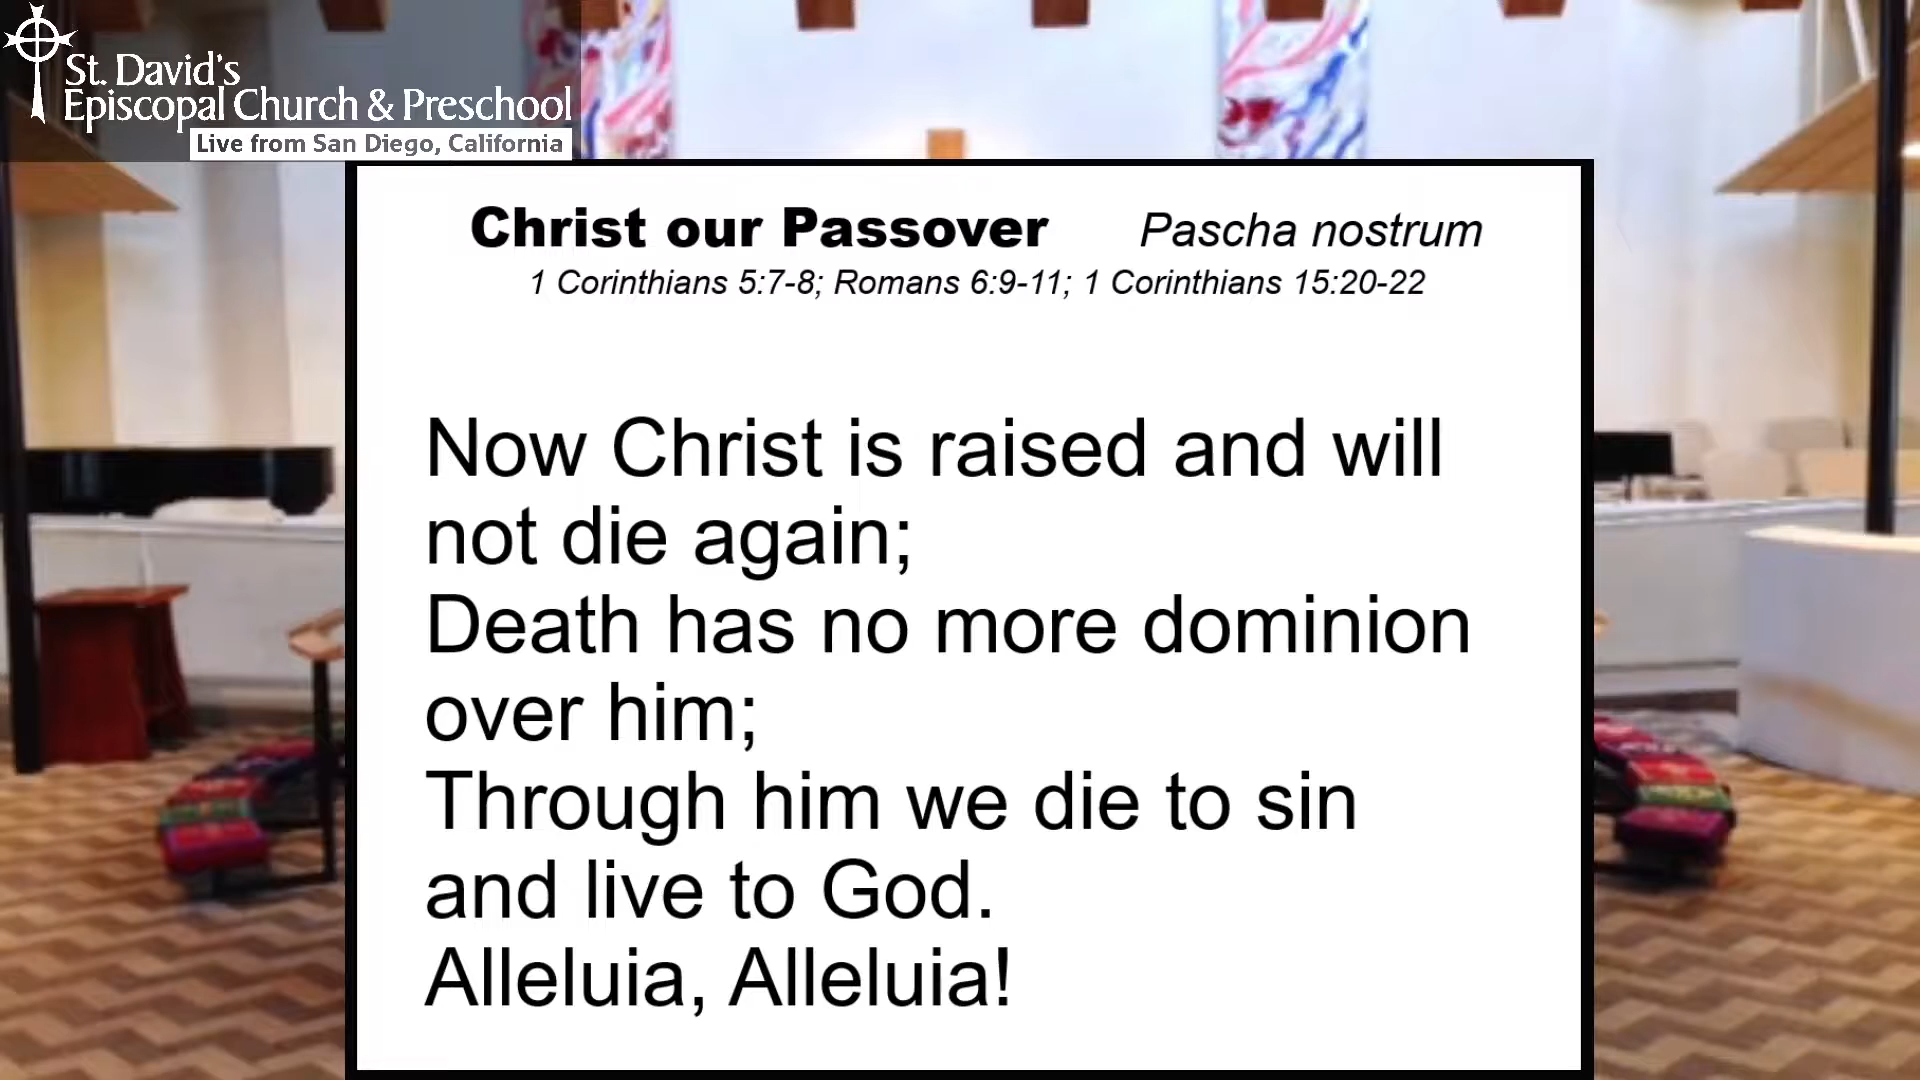 St. David's
Episcopal Church & Preschool
Live from San Diego, California
Christ our Passover Pascha nostrum
1 Corinthians 5:7-8; Romans 6:9-11; 1 Corinthians 15:20-22
Now Christ is raised and will
not die again;
Death has no more dominion
over him;
Through him we die to sin
and live to God.
Alleluia, Alleluia!